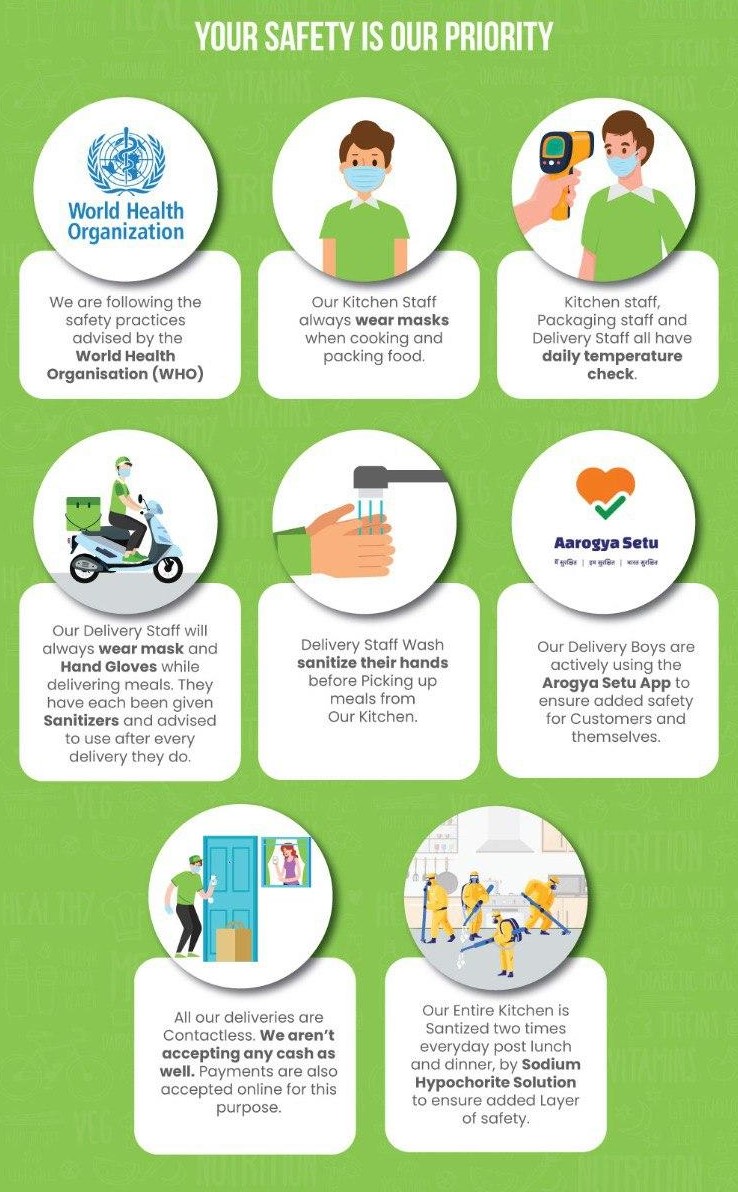 YOUR SAFETY IS OUR PRIORITY
World Health
Organization
We are following the
safety practices
advised by the
World Health
Organisation (WHO)
Our Kitchen Staff
always wear masks
when cooking and
packing food.
Kitchen staff,
Packaging staff and
Delivery Staff all have
daily temperature
check.
Our Delivery Staff will
always wear mask and
Hand Gloves while
delivering meals. They
have each been given
Sanitizers and advised
to use after every
delivery they do.
Delivery Staff Wash
sanitize their hands
before Picking up
meals from
Our Kitchen.
Aarogya Setu
मैं सुरक्षित | हम सुरक्षित | भारत सुरक्षित
Our Delivery Boys are
actively using the
Arogya Setu App to
ensure added safety
for Customers and
themselves.
All our deliveries are
Contactless. We aren't
accepting any cash as
well. Payments are also
accepted online for this
purpose.
Our Entire Kitchen is
Santized two times
everyday post lunch
and dinner, by Sodium
Hypochorite Solution
to ensure added Layer
of safety.
VITAMINS
NUTRITION